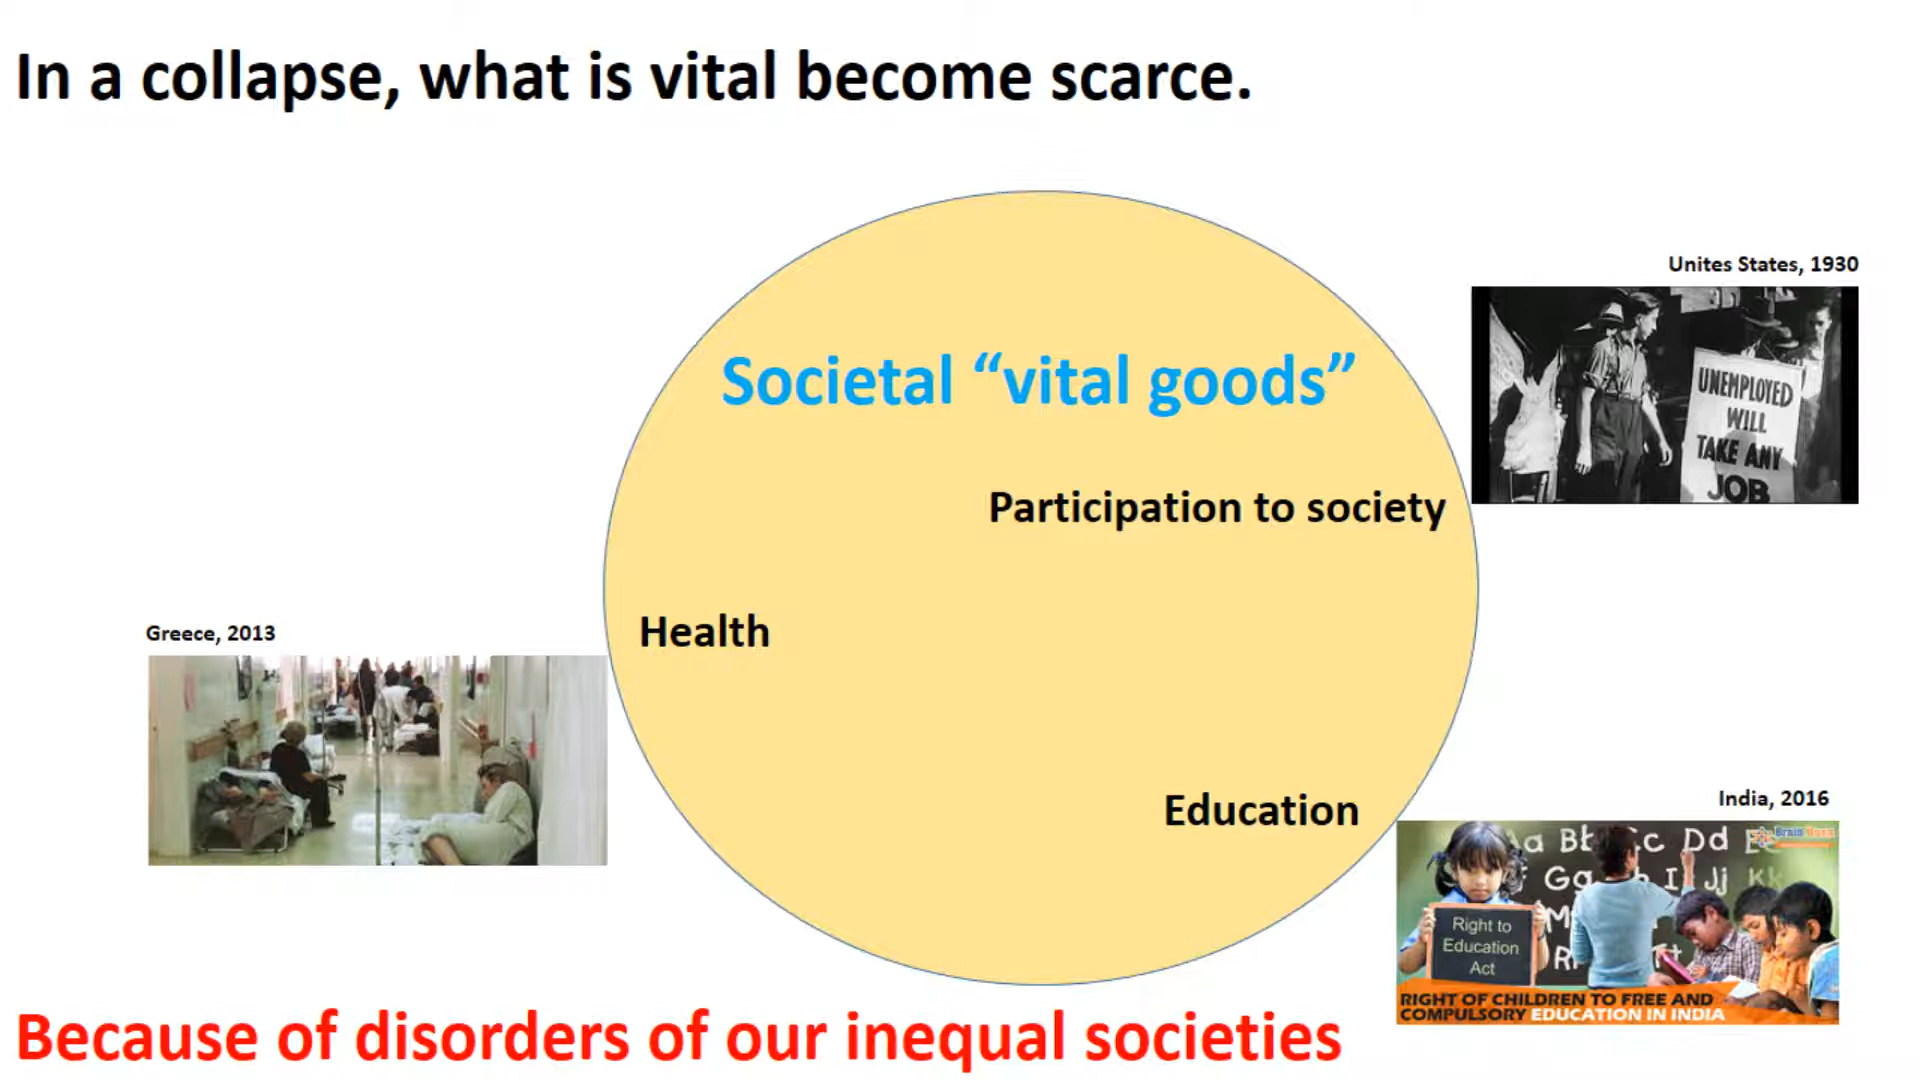 In a collapse, what is vital become scarce.
Unites States, 1930
UNEMPLOYED
WILL
TAKE ANY
JOB
Societal “vital goods”
Participation to society
Health
Greece, 2013
Education
India, 2016
Right to
Education
Act
RIGHT OF CHILDREN TO FREE AND
COMPULSORY EDUCATION IN INDIA
Because of disorders of our inequal societies